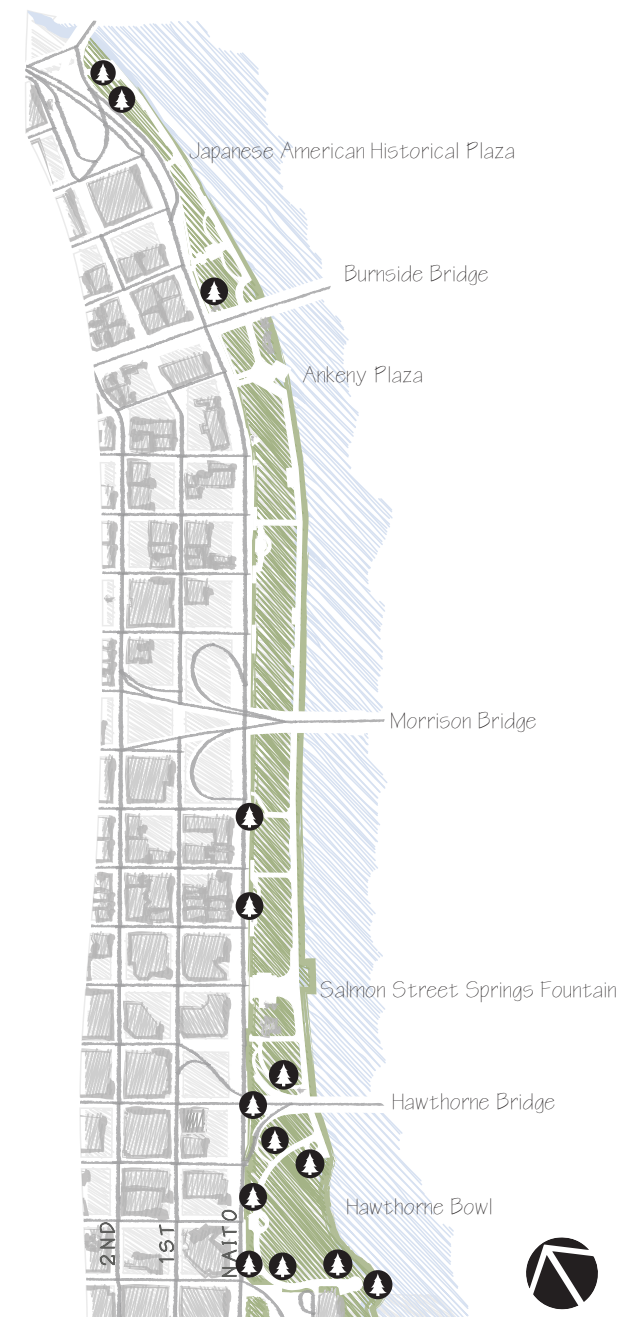 Japanese American Historical Plaza
Burnside Bridge
Ankeny Plaza
Morrison Bridge
Salmon Street Springs Fountain
Hawthorne Bridge
Hawthorne Bowl
2ND
1ST
NAITO